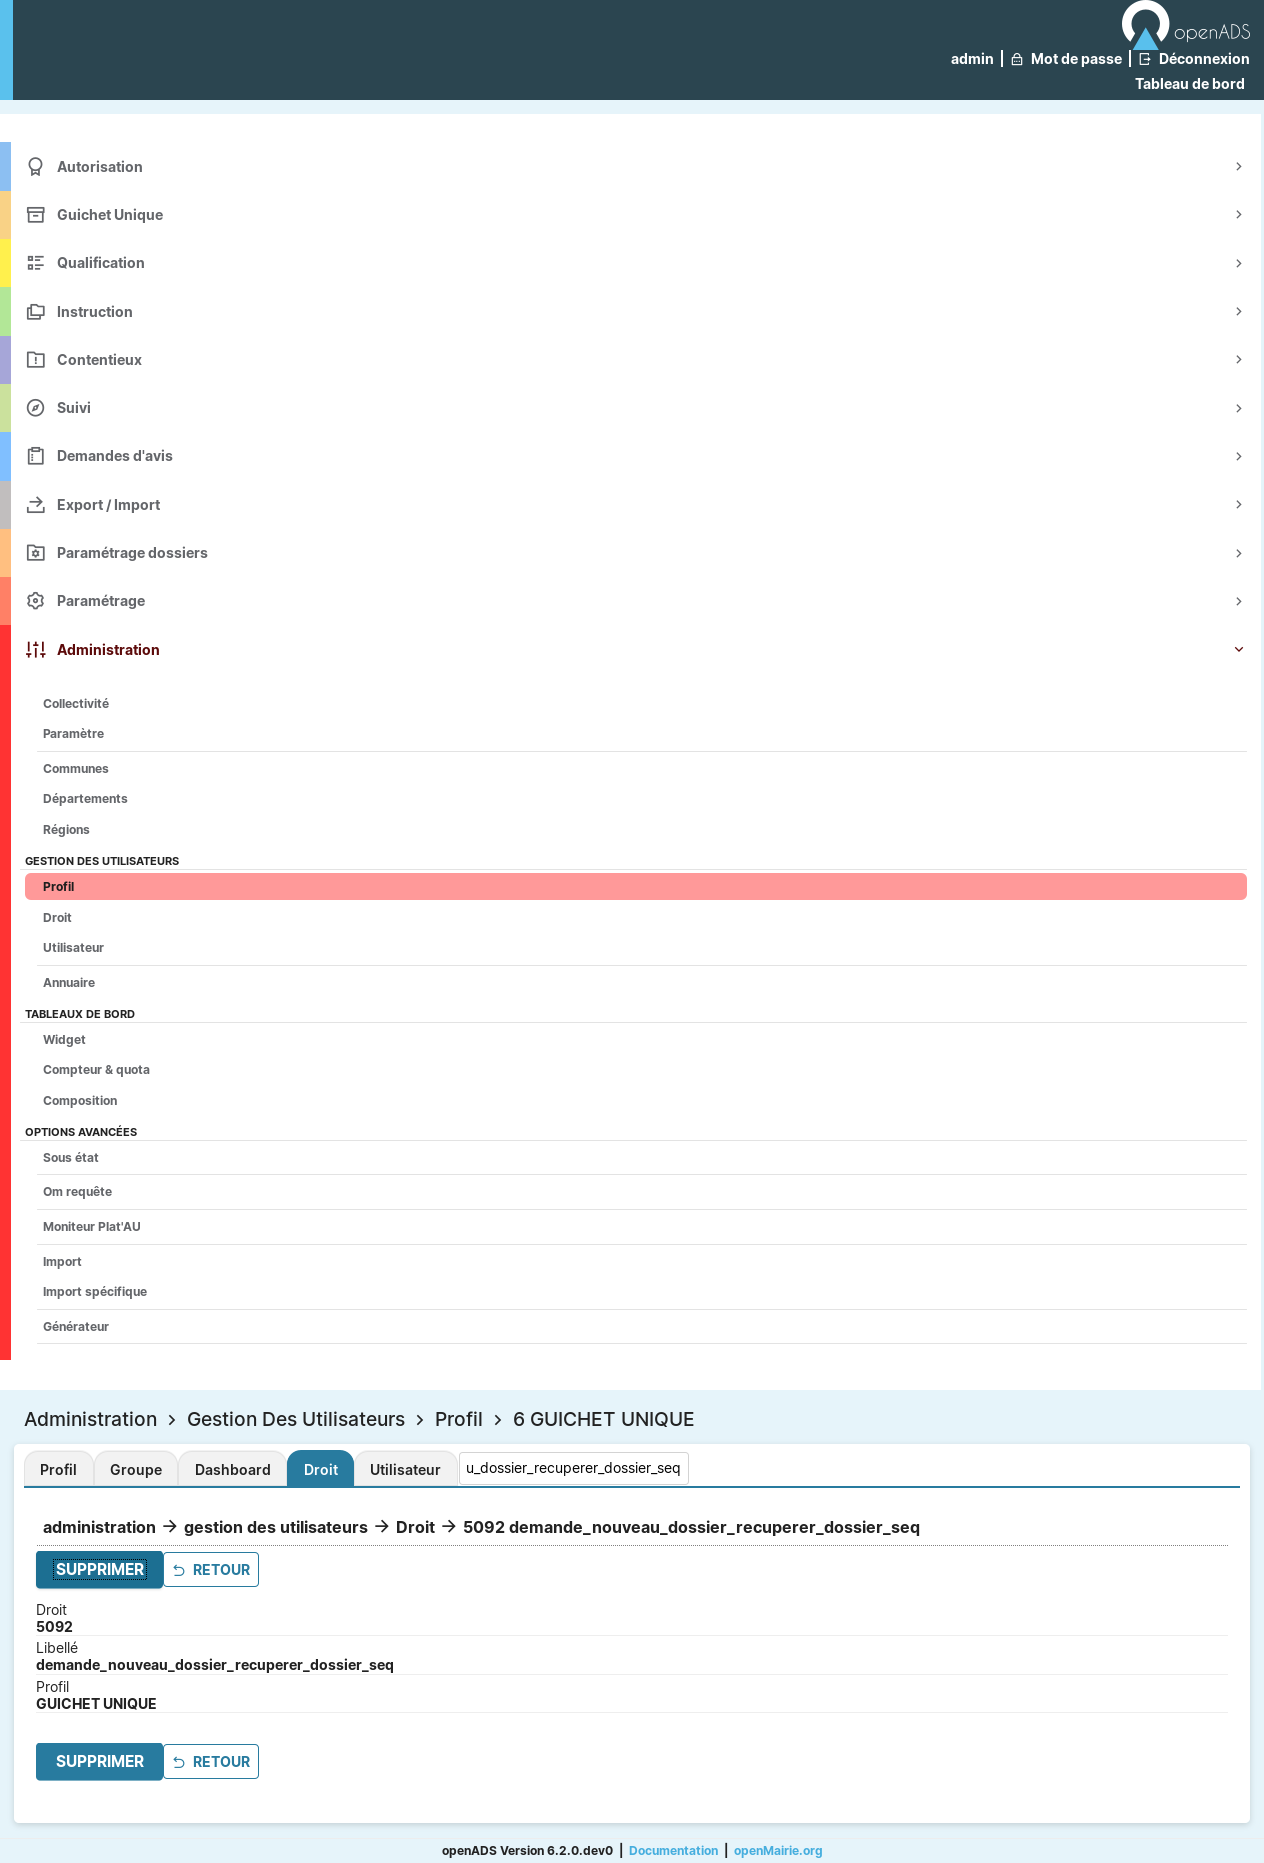 openADS
admin | Mot de passe | Déconnexion
Tableau de bord
Autorisation
Guichet Unique
Qualification
Instruction
Contentieux
Suivi
Demandes d'avis
Export / Import
Paramétrage dossiers
Paramétrage
Administration
Collectivité
Paramètre
Communes
Départements
Régions
GESTION DES UTILISATEURS
Profil
Droit
Utilisateur
Annuaire
TABLEAUX DE BORD
Widget
Compteur & quota
Composition
OPTIONS AVANCÉES
Sous état
Om requête
Moniteur Plat'AU
Import
Import spécifique
Générateur
Administration > Gestion Des Utilisateurs > Profil > 6 GUICHET UNIQUE
Profil Groupe Dashboard Droit Utilisateur u_dossier_recuperer_dossier_seq
administration → gestion des utilisateurs → Droit → 5092 demande_nouveau_dossier_recuperer_dossier_seq
SUPPRIMER RETOUR
Droit
5092
Libellé
demande_nouveau_dossier_recuperer_dossier_seq
Profil
GUICHET UNIQUE
SUPPRIMER RETOUR
openADS Version 6.2.0.dev0 | Documentation | openMairie.org